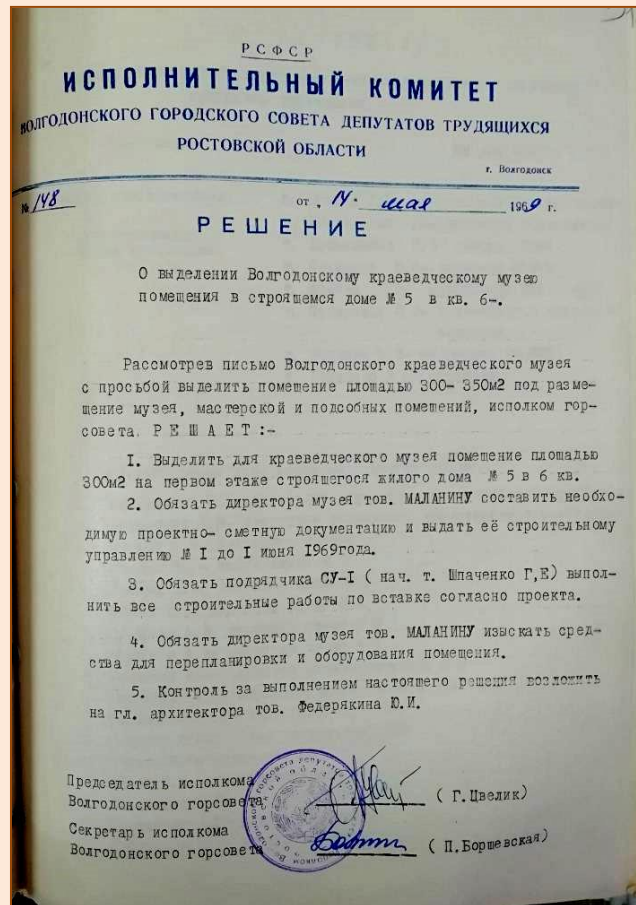 РСФСР
ИСПОЛНИТЕЛЬНЫЙ КОМИТЕТ
ВОЛГОДОНСКОГО ГОРОДСКОГО СОВЕТА ДЕПУТАТОВ ТРУДЯЩИХСЯ
РОСТОВСКОЙ ОБЛАСТИ
г. Волгодонск
№ 148 от „14" мая 1969 г.
РЕШЕНИЕ
О выделении Волгодонскому краеведческому музею
помещения в строящемся доме № 5 в кв. 6-.
Рассмотрев письмо Волгодонского краеведческого музея
с просьбой выделить помещение площадью 300- 350м2 под разме-
щение музея, мастерской и подсобных помещений, исполком гор-
совета. Р Е Ш А Е Т :-
1. Выделить для краеведческого музея помещение площадью
300м2 на первом этаже строящегося жилого дома № 5 в 6 кв.
2. Обязать директора музея тов. МАЛАНИНУ составить необхо-
димую проектно- сметную документацию и выдать её строительному
управлению № I до I июня 1969года.
3. Обязать подрядчика СУ-I ( нач. т. Шпаченко Г,Е) выпол-
нить все строительные работы по вставке согласно проекта.
4. Обязать директора музея тов. МАЛАНИНУ изыскать сред-
ства для перепланировки и оборудования помещения.
5. Контроль за выполнением настоящего решения возложить
на гл. архитектора тов. Федерякина Ю.И.
Председатель исполкома
Волгодонского горсовета ( Г.Цвелик)
Секретарь исполкома
Волгодонского горсовета ( П.Борщевская)